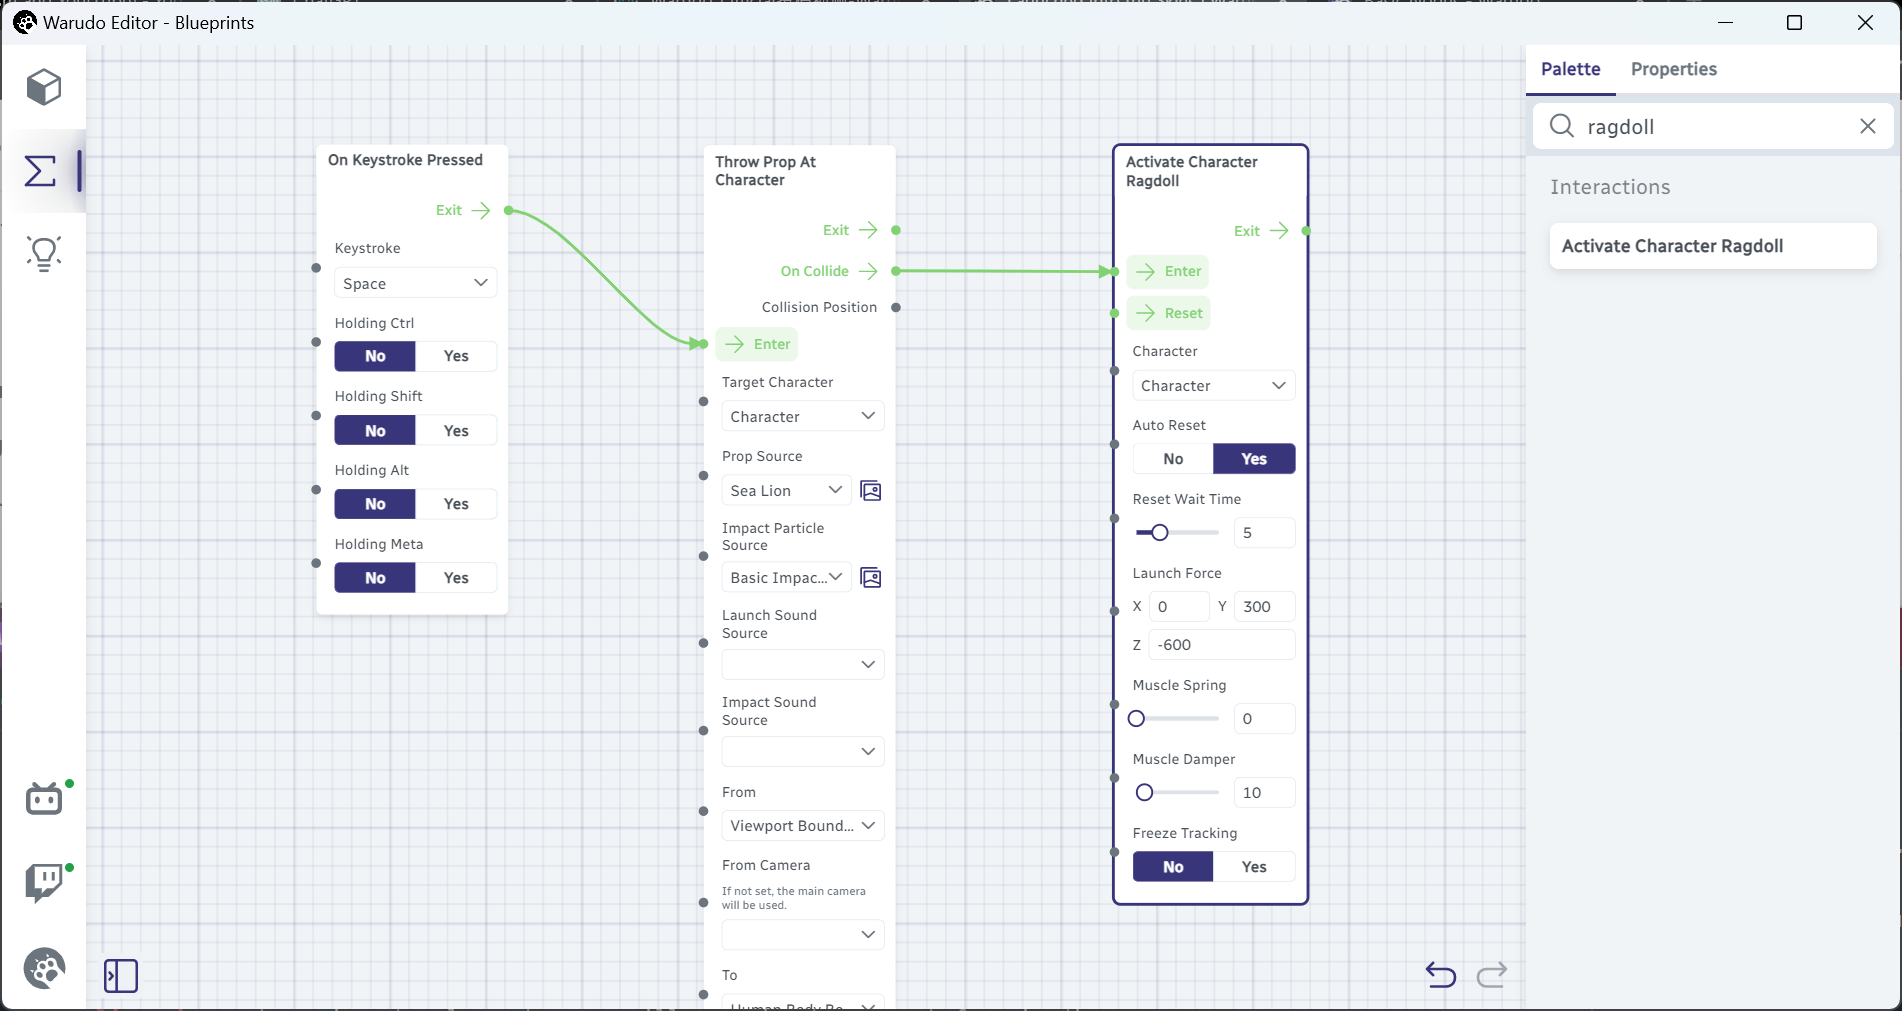 Warudo Editor - Blueprints
Palette
Properties
ragdoll
Interactions
Activate Character Ragdoll
On Keystroke Pressed
Exit
Keystroke
Space
Holding Ctrl
No Yes
Holding Shift
No Yes
Holding Alt
No Yes
Holding Meta
No Yes
Throw Prop At
Character
Exit
On Collide
Collision Position
Enter
Target Character
Character
Prop Source
Sea Lion
Impact Particle
Source
Basic Impac...
Launch Sound
Source
Impact Sound
Source
From
Viewport Bound...
From Camera
If not set, the main camera
will be used.
To
Human Body Bo...
Activate Character
Ragdoll
Exit
Enter
Reset
Character
Character
Auto Reset
No Yes
Reset Wait Time
5
Launch Force
X 0 Y 300
Z -600
Muscle Spring
0
Muscle Damper
10
Freeze Tracking
No Yes